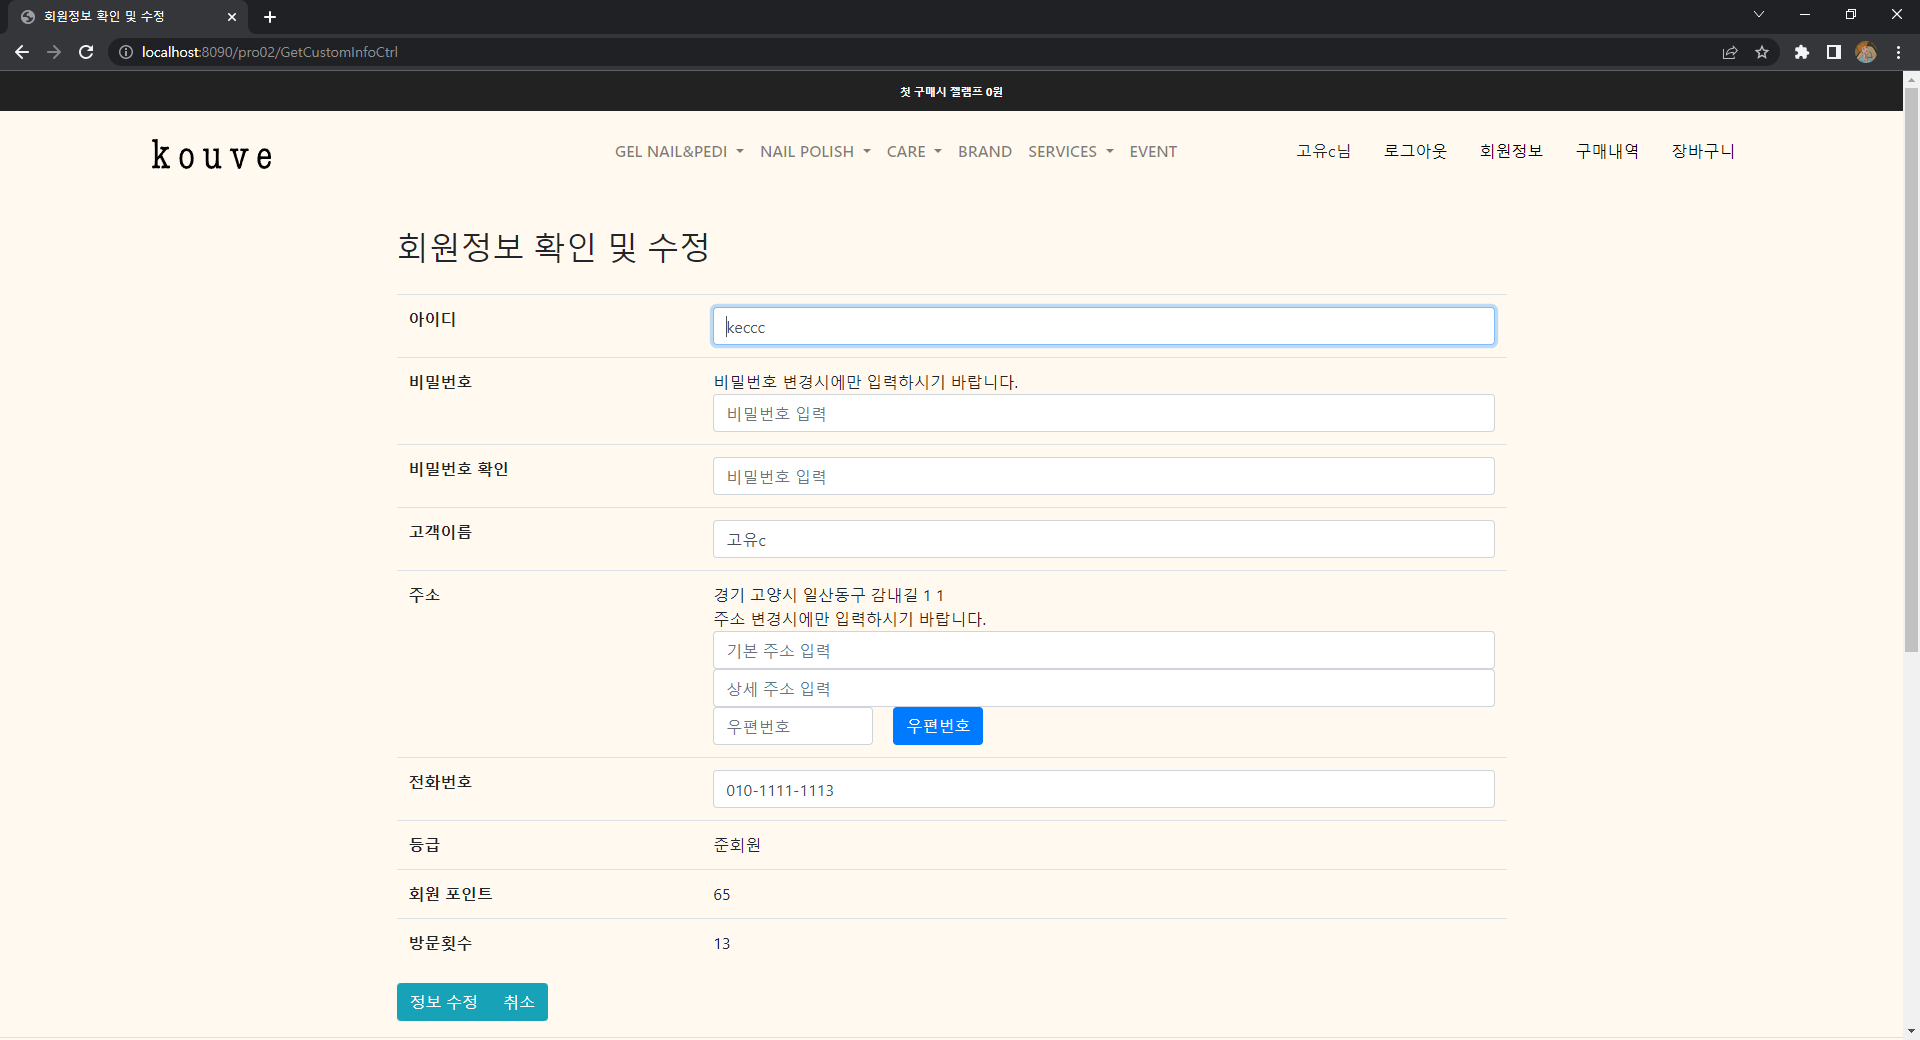 회원정보 확인 및 수정
localhost:8090/pro02/GetCustomInfoCtrl
첫 구매시 젤램프 0원
kouve
GEL NAIL&PEDI NAIL POLISH CARE BRAND SERVICES EVENT
고유c님 로그아웃 회원정보 구매내역 장바구니
회원정보 확인 및 수정
아이디 keccc
비밀번호 비밀번호 변경시에만 입력하시기 바랍니다.
비밀번호 입력
비밀번호 확인 비밀번호 입력
고객이름 고유c
주소 경기 고양시 일산동구 감내길 1 1
주소 변경시에만 입력하시기 바랍니다.
기본 주소 입력
상세 주소 입력
우편번호 우편번호
전화번호 010-1111-1113
등급 준회원
회원 포인트 65
방문횟수 13
정보 수정 취소